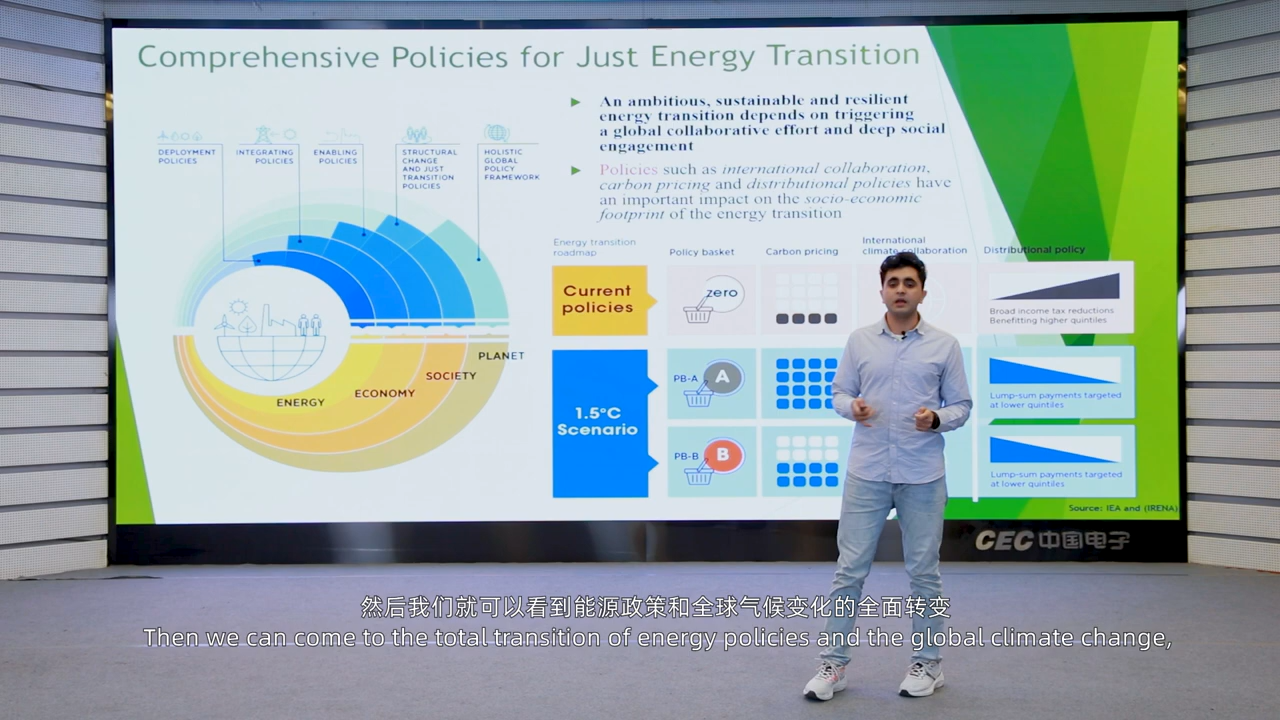 Comprehensive Policies for Just Energy Transition
An ambitious, sustainable and resilient
energy transition depends on triggering
a global collaborative effort and deep social
engagement
Policies such as international collaboration,
carbon pricing and distributional policies have
an important impact on the socio-economic
footprint of the energy transition
DEPLOYMENT
POLICIES
INTEGRATING
POLICIES
ENABLING
POLICIES
STRUCTURAL
CHANGE
AND JUST
TRANSITION
POLICIES
HOLISTIC
GLOBAL
POLICY
FRAMEWORK
PLANET
SOCIETY
ECONOMY
ENERGY
Energy transition
roadmap
Policy basket
Carbon pricing
International
climate collaboration
Distributional policy
Current
policies
zero
Broad income tax reductions
Benefitting higher quintiles
1.5°C
Scenario
PB-A
A
Lump-sum payments targeted
at lower quintiles
PB-B
B
Lump-sum payments targeted
at lower quintiles
Source: IEA and (IRENA)
CEC中国电子
然后我们就可以看到能源政策和全球气候变化的全面转变
Then we can come to the total transition of energy policies and the global climate change,